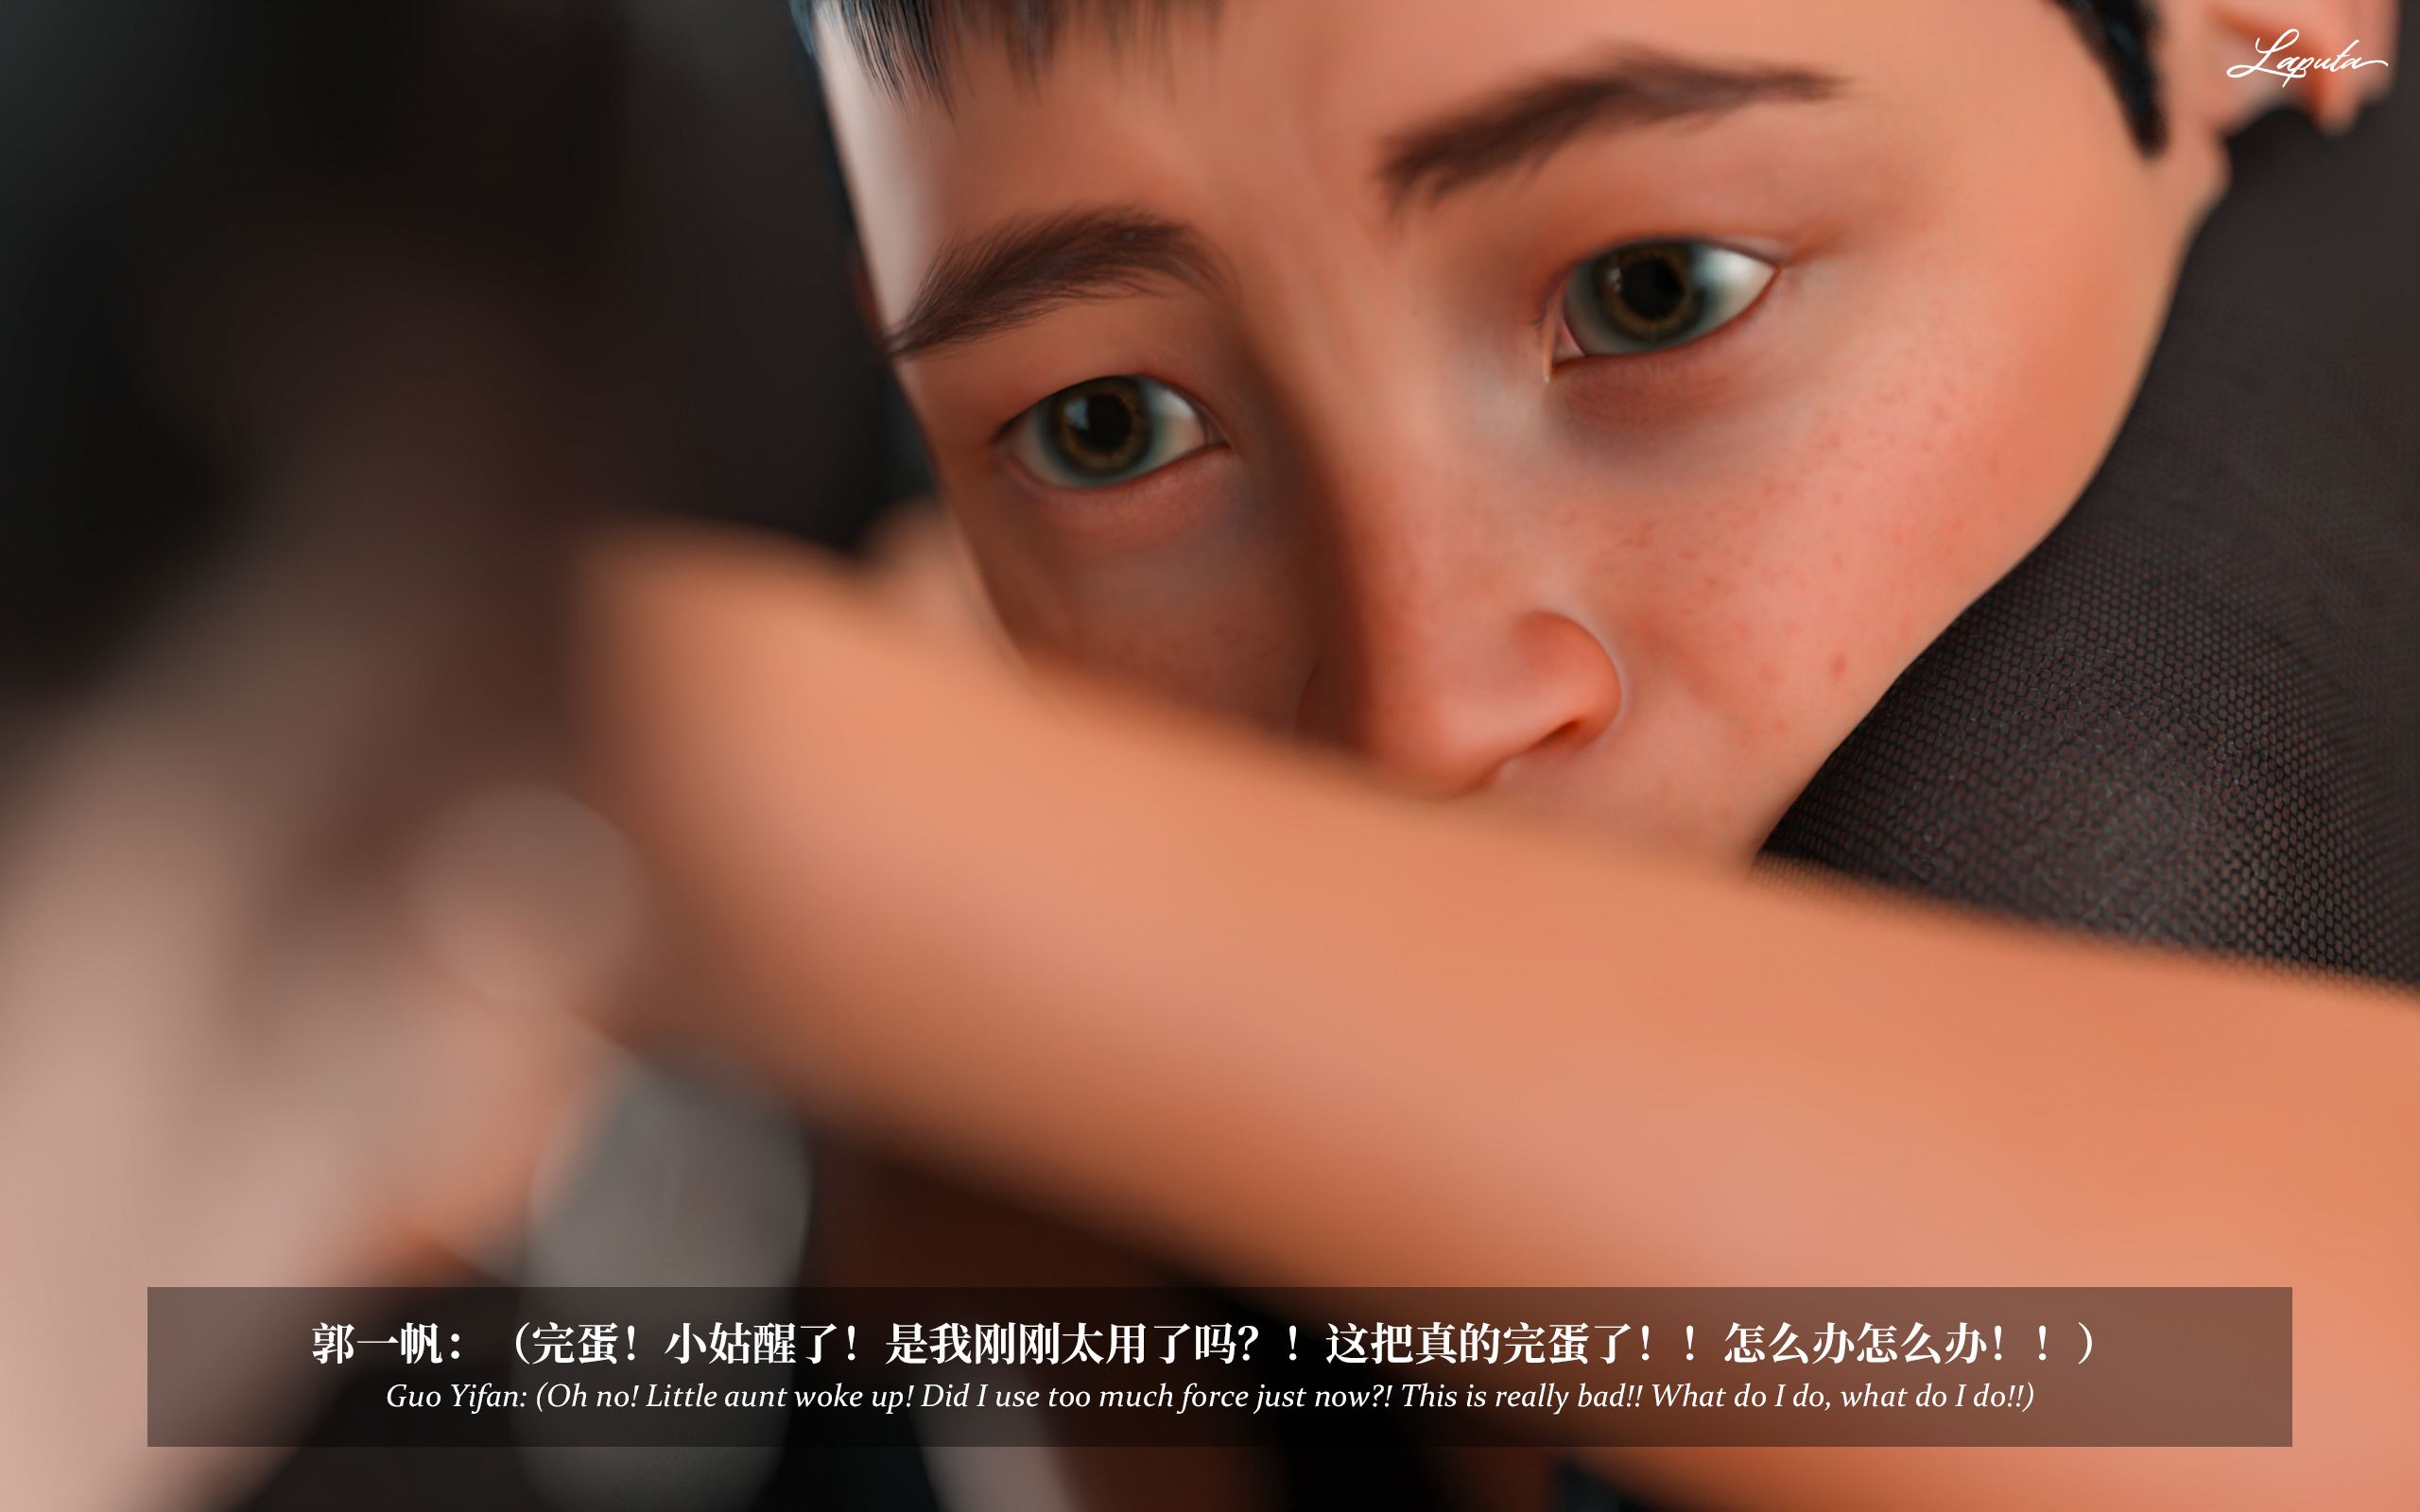 Laputa
郭一帆：（完蛋！小姑醒了！是我刚刚太用了吗？！这把真的完蛋了！！怎么办怎么办！！）
Guo Yifan: (Oh no! Little aunt woke up! Did I use too much force just now?! This is really bad!! What do I do, what do I do!!)